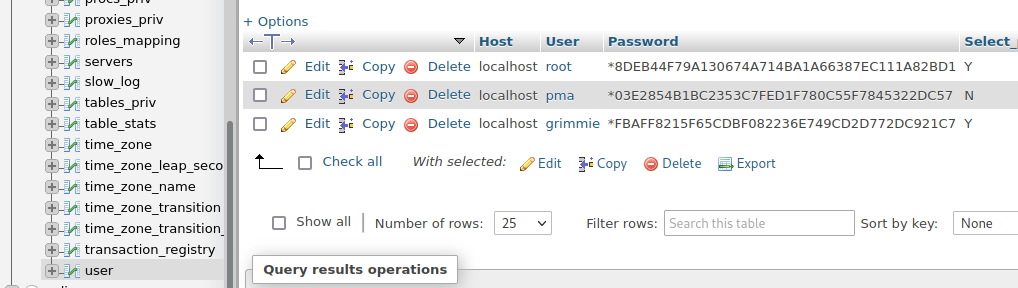 proxies_priv
roles_mapping
servers
slow_log
tables_priv
table_stats
time_zone
time_zone_leap_seco
time_zone_name
time_zone_transition
time_zone_transition_
transaction_registry
user
+ Options
Host User Password Select_
Edit Copy Delete localhost root *8DEB44F79A130674A714BA1A66387EC111A82BD1 Y
Edit Copy Delete localhost pma *03E2854B1BC2353C7FED1F780C55F7845322DC57 N
Edit Copy Delete localhost grimmie *FBAFF8215F65CDBF082236E749CD2D772DC921C7 Y
Check all With selected: Edit Copy Delete Export
Show all Number of rows: 25 Filter rows: Search this table Sort by key: None
Query results operations